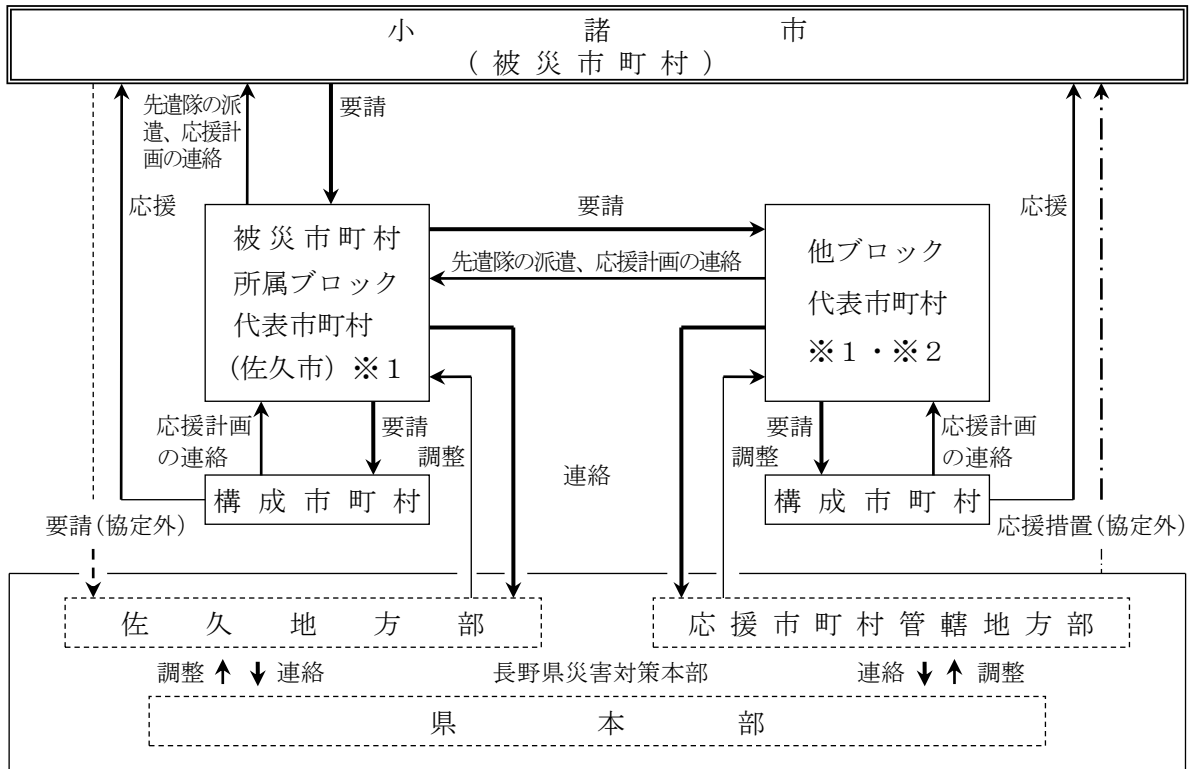 小諸市
(被災市町村)
先遣隊の派
遣、応援計
画の連絡
要請
応援
要請
応援
被災市町村
所属ブロック
代表市町村
(佐久市)※1
先遣隊の派遣、応援計画の連絡
他ブロック
代表市町村
※1・※2
応援計画
の連絡
要請
調整
連絡
要請
調整
応援計画
の連絡
構成市町村
構成市町村
要請(協定外)
応援措置(協定外)
佐久地方部
応援市町村管轄地方部
調整
連絡
長野県災害対策本部
連絡
調整
県本部